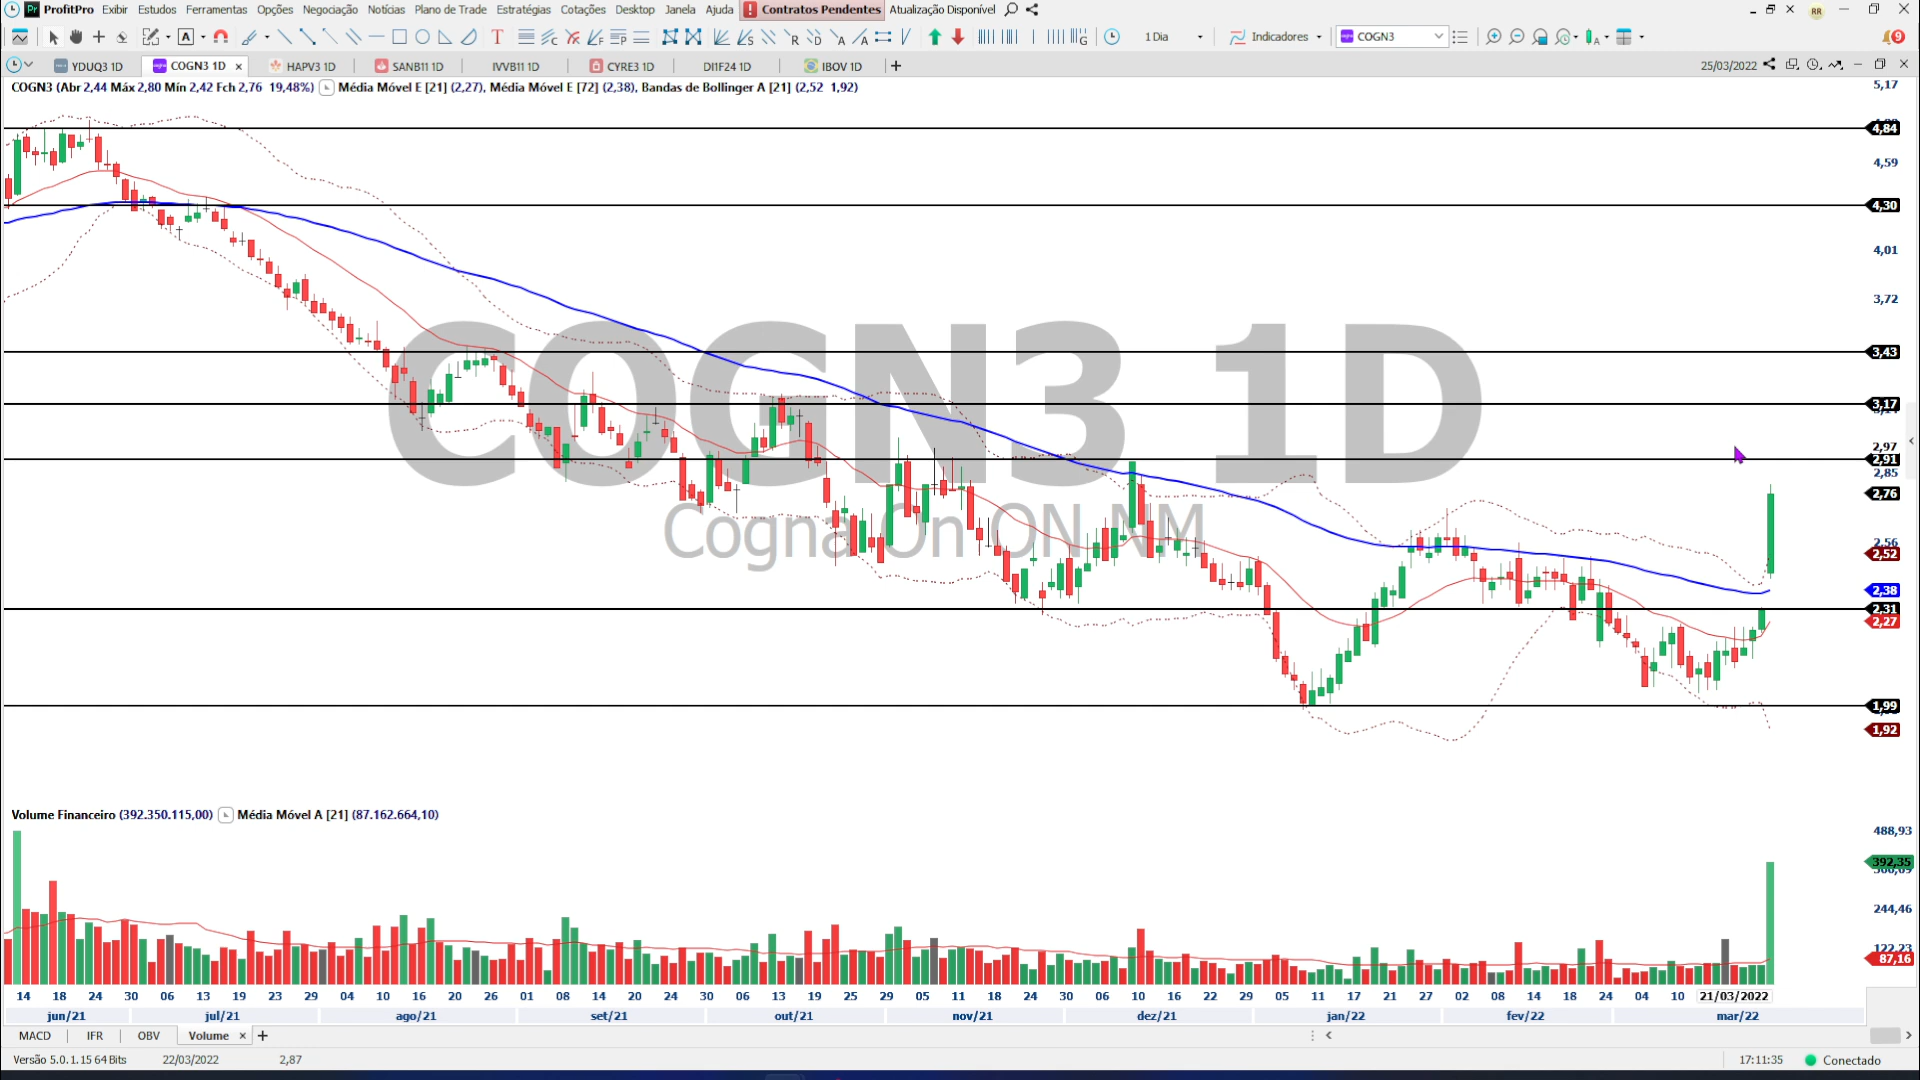 ProfitPro Exibir Estudos Ferramentas Opções Negociação Notícias Plano de Trade Estratégias Cotações Desktop Janela Ajuda ! Contratos Pendentes Atualização Disponível RR
1 Dia Indicadores COGN3 9
YDUQ3 1D COGN3 1D HAPV3 1D SANB11 1D IVVB11 1D CYRE3 1D DI1F24 1D IBOV 1D 25/03/2022
COGN3 (Abr 2,44 Máx 2,80 Mín 2,42 Fch 2,76 19,48%) Média Móvel E [21] (2,27), Média Móvel E [72] (2,38), Bandas de Bollinger A [21] (2,52 1,92)
5,17
4,84
4,59
4,30
4,01
3,72
3,43
3,17
2,97
2,91
2,85
2,76
2,56
2,52
2,38
2,31
2,27
1,99
1,92
COGN3 1D
Cogna On ON NM
Volume Financeiro (392.350.115,00) Média Móvel A [21] (87.162.664,10)
488,93
392,35
244,46
122,23
87,16
14 18 24 30 06 13 19 23 29 04 10 16 20 26 01 08 14 20 24 30 06 13 19 25 29 05 11 18 24 30 06 10 16 22 29 05 11 17 21 27 02 08 14 18 24 04 10 21/03/2022
jun/21 jul/21 ago/21 set/21 out/21 nov/21 dez/21 jan/22 fev/22 mar/22
MACD IFR OBV Volume
Versão 5.0.1.15 64 Bits 22/03/2022 2,87 17:11:35 Conectado